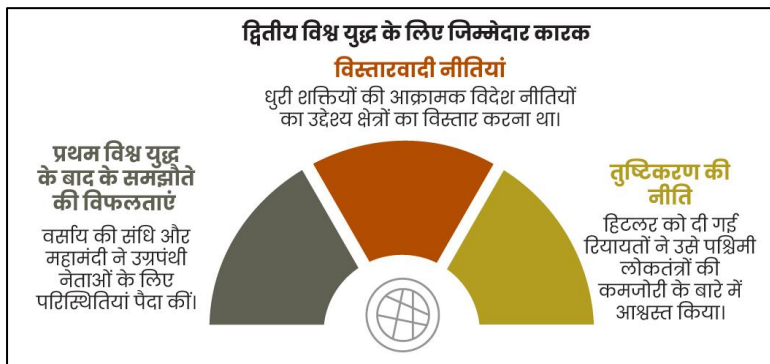 द्वितीय विश्व युद्ध के लिए जिम्मेदार कारक
विस्तारवादी नीतियां
धुरी शक्तियों की आक्रामक विदेश नीतियों
का उद्देश्य क्षेत्रों का विस्तार करना था।
प्रथम विश्व युद्ध
के बाद के समझौते
की विफलताएं
वर्साय की संधि और
महामंदी ने उग्रपंथी
नेताओं के लिए
परिस्थितियां पैदा कीं।
तुष्टिकरण की
नीति
हिटलर को दी गई
रियायतों ने उसे पश्चिमी
लोकतंत्रों की
कमजोरी के बारे में
आश्वस्त किया।